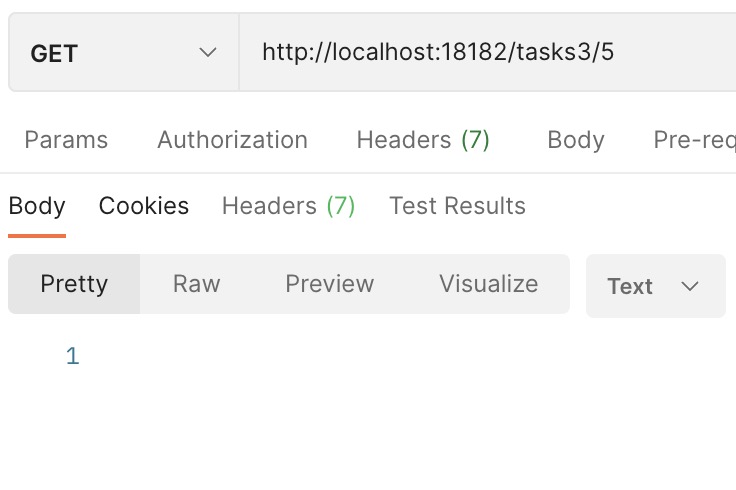 GET http://localhost:18182/tasks3/5
Params Authorization Headers (7) Body Pre-req
Body Cookies Headers (7) Test Results
Pretty Raw Preview Visualize Text
1